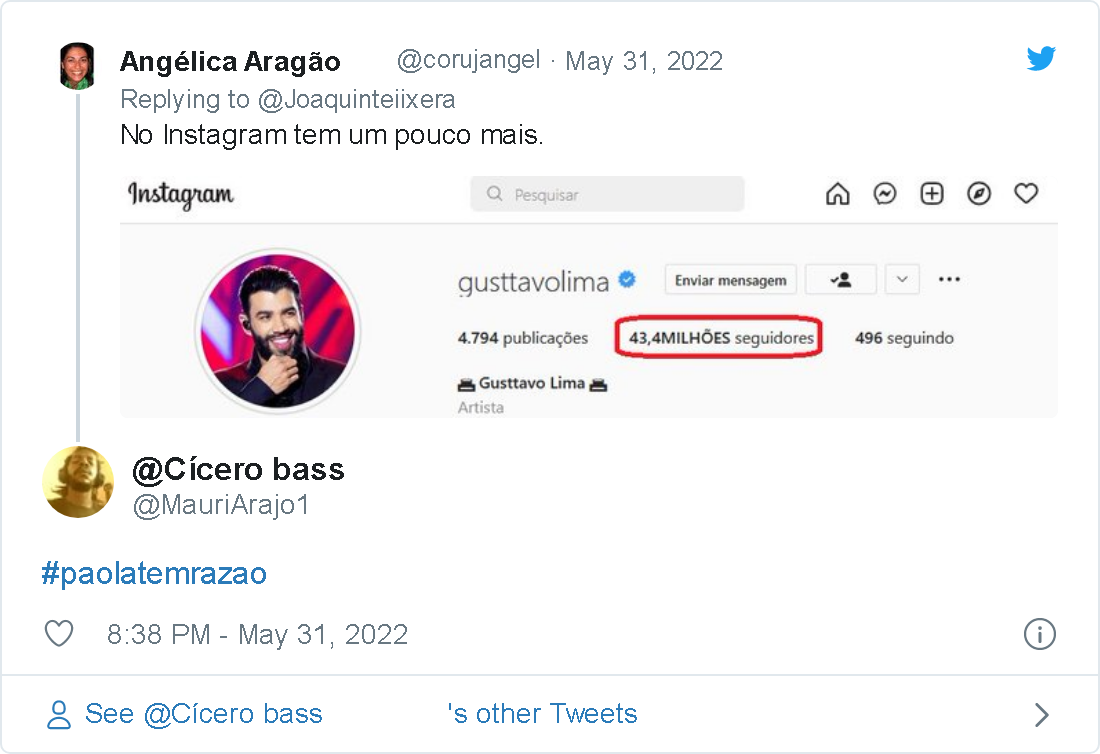 Angélica Aragão @corujangel · May 31, 2022
Replying to @Joaquinteiixera
No Instagram tem um pouco mais.
Instagram Pesquisar
gusttavolima Enviar mensagem
4.794 publicações 43,4MILHÕES seguidores 496 seguindo
Gusttavo Lima
Artista
@Cícero bass
@MauriArajo1
#paolatemrazao
8:38 PM - May 31, 2022
See @Cícero bass 's other Tweets